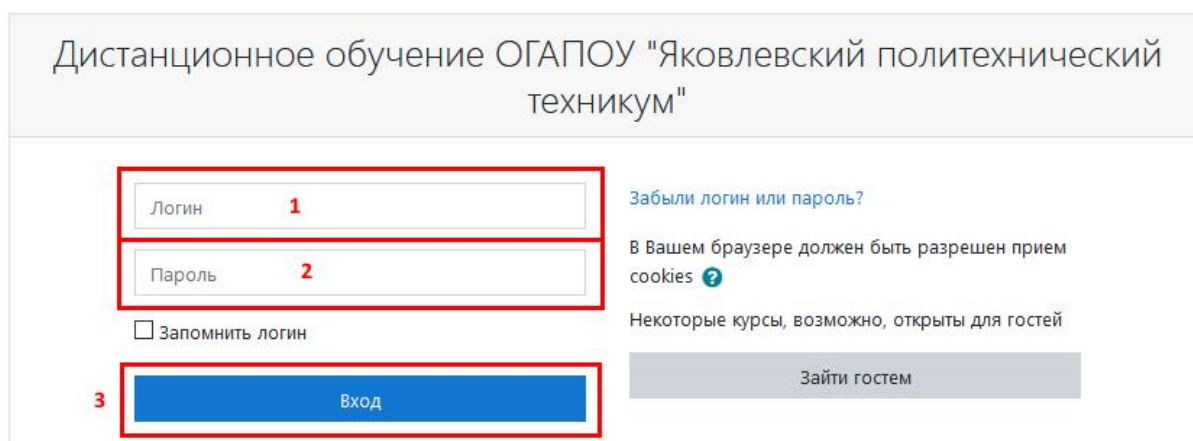 Дистанционное обучение ОГАПОУ "Яковлевский политехнический
техникум"
Логин 1
Пароль 2
Запомнить логин
3 Вход
Забыли логин или пароль?
В Вашем браузере должен быть разрешен прием
cookies ?
Некоторые курсы, возможно, открыты для гостей
Зайти гостем